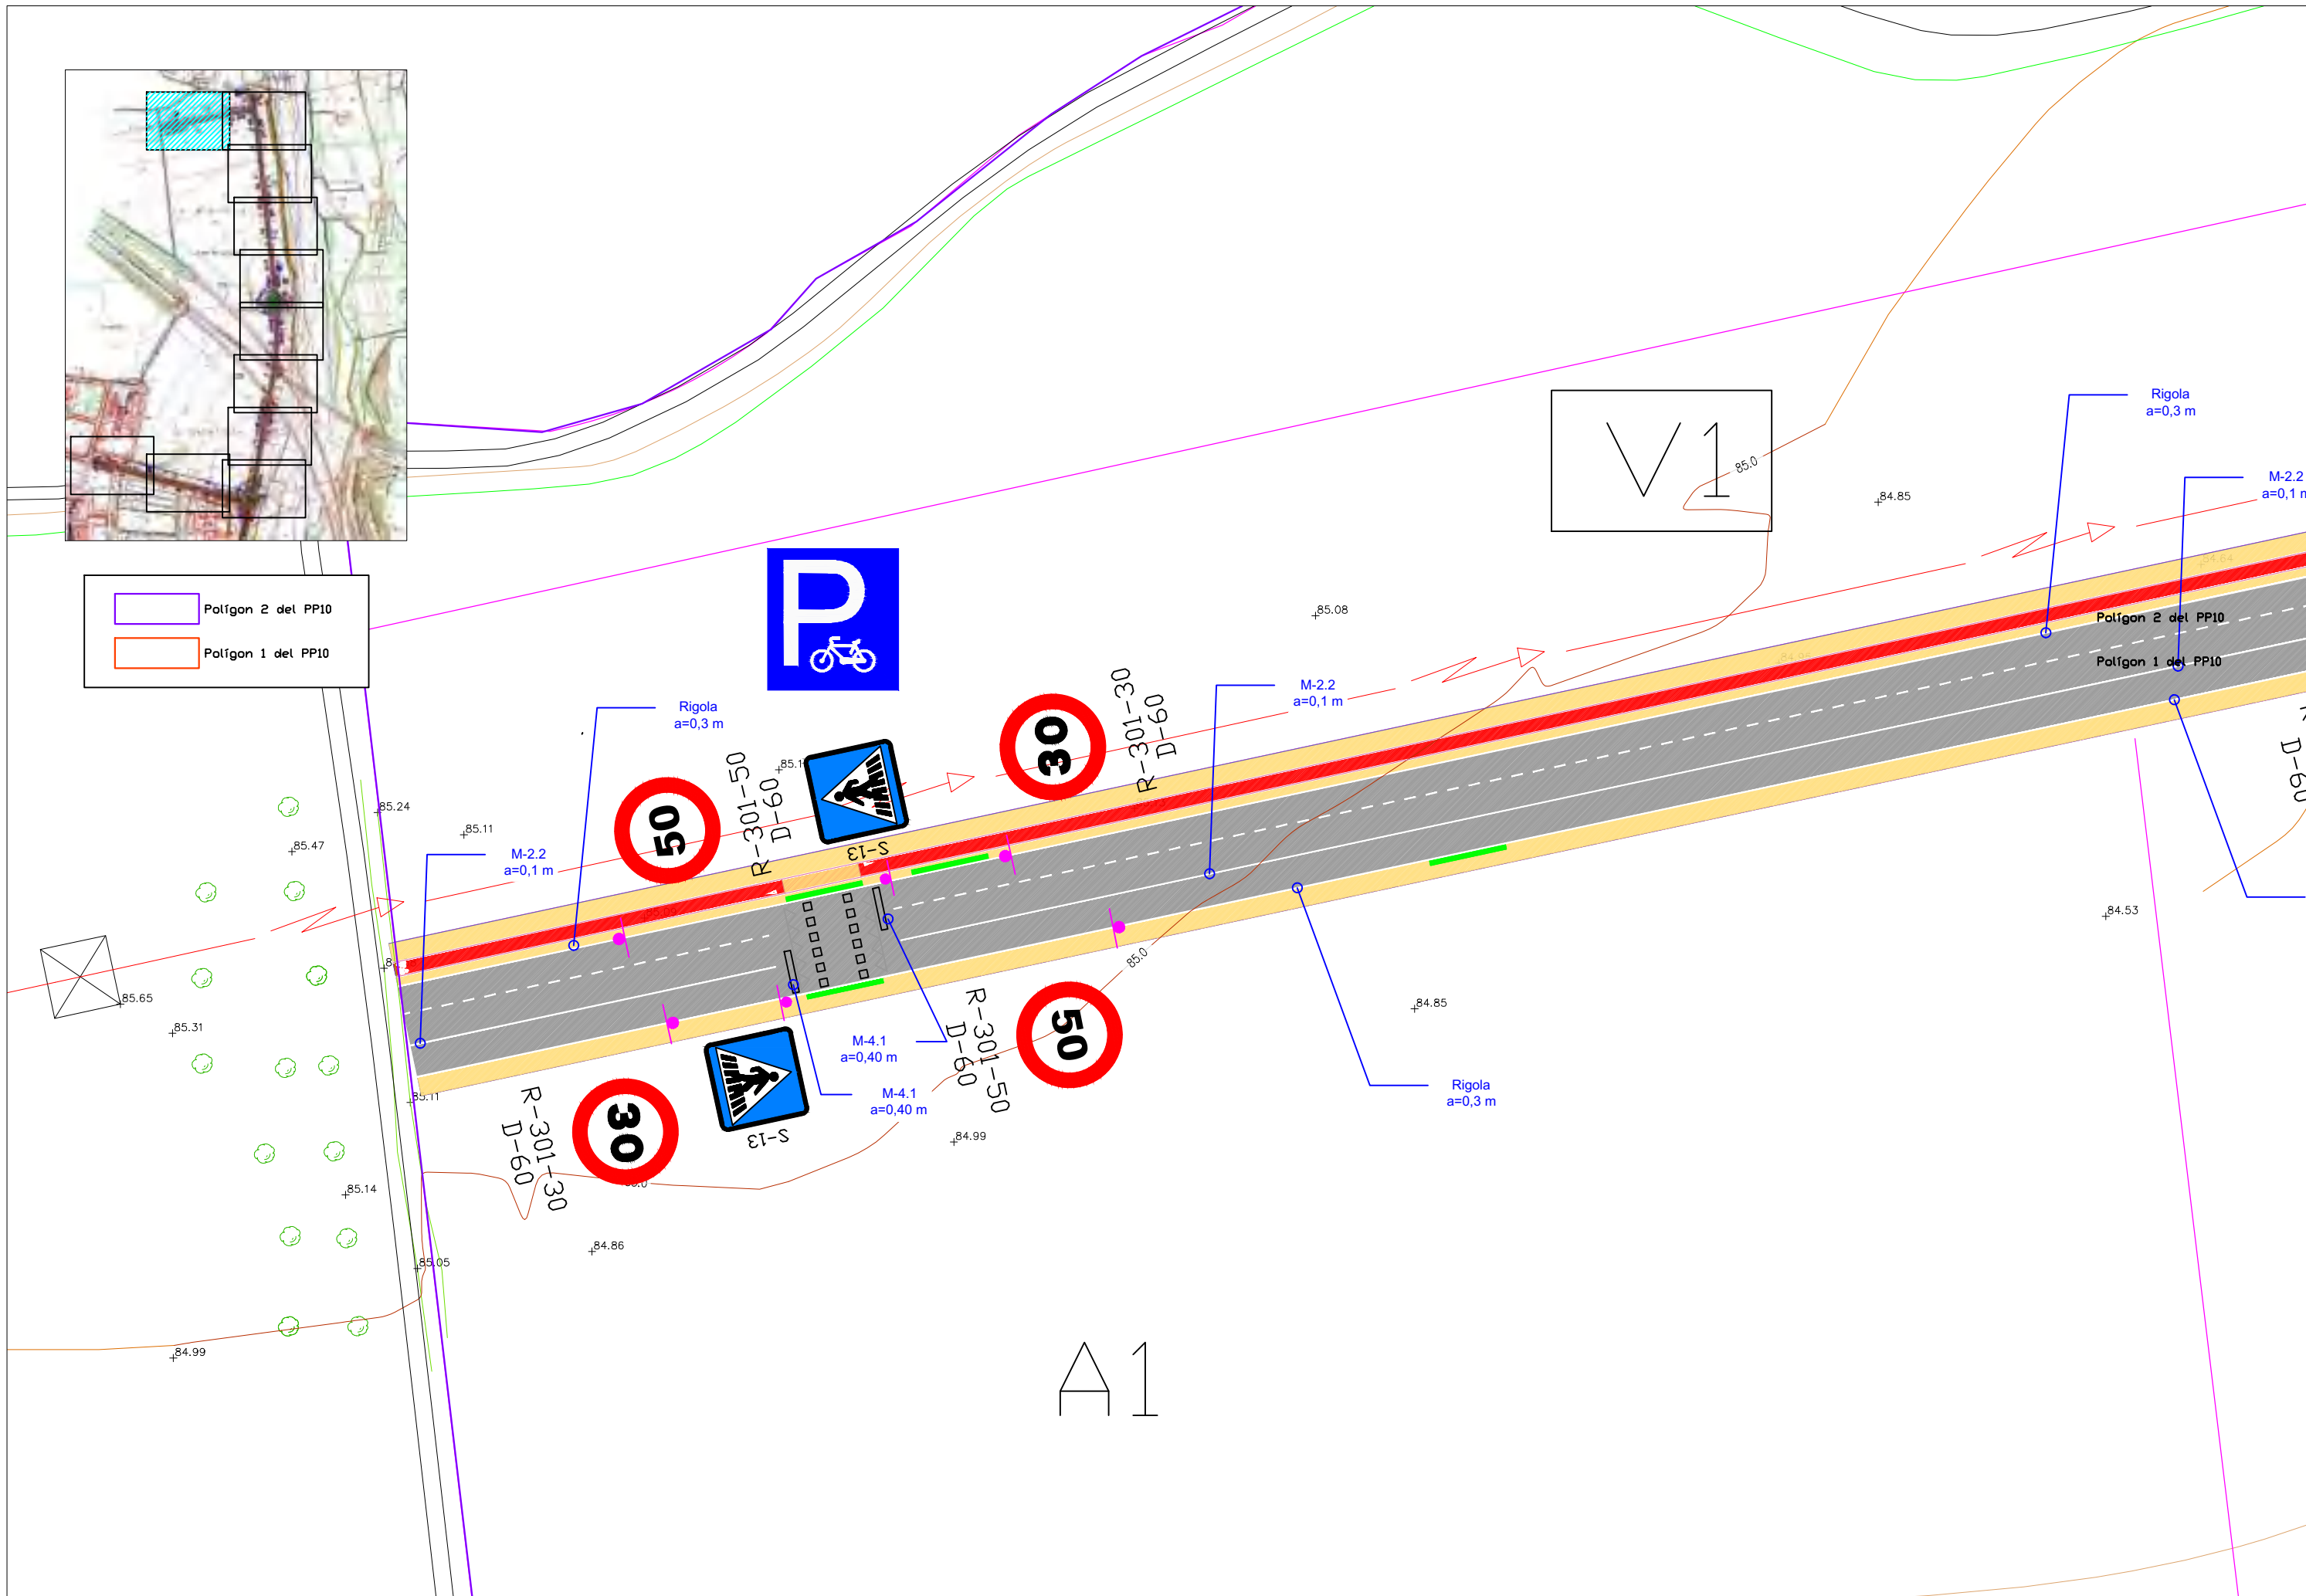 Polígon 2 del PP10
Polígon 1 del PP10
V1
85.0
84.85
Rigola
a=0,3 m
M-2.2
a=0,1 m
84.64
Polígon 2 del PP10
Polígon 1 del PP10
P
85.08
Rigola
a=0,3 m
M-2.2
a=0,1 m
R-301-30
D-60
30
R-301-50
D-60
50
S-13
85.24
85.11
85.47
M-2.2
a=0,1 m
85.65
85.31
84.53
D-60
84.85
85.0
R-301-50
D-60
50
M-4.1
a=0,40 m
M-4.1
a=0,40 m
Rigola
a=0,3 m
S-13
30
R-301-30
D-60
85.11
84.99
85.14
84.86
85.05
84.99
A1